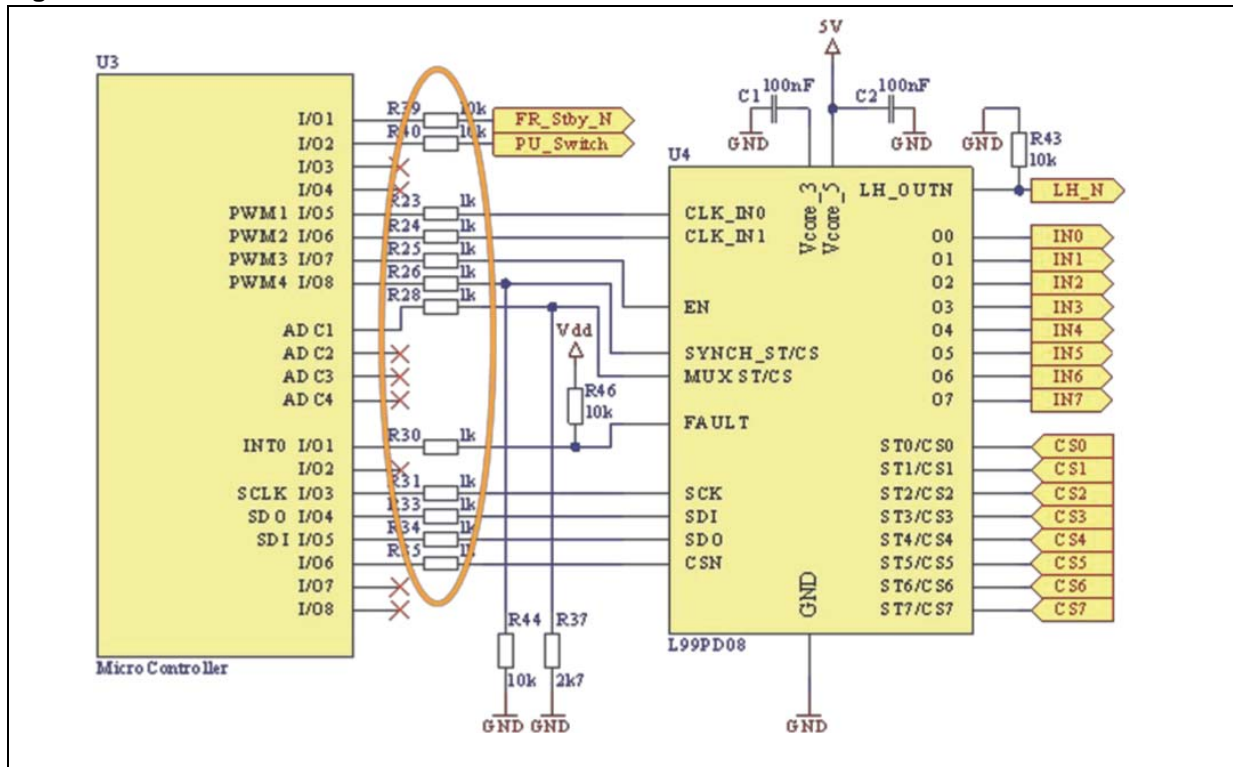 5V
U3
100nF
100nF
C1
C2
R39 10k
I/O1
FR_Stby_N
GND
GND
GND
R43
10k
R40 10k
I/O2
PU_Switch
U4
I/O3
I/O4
LH_OUTN
LH_N
Vcore_3
Vcore_5
R23 1k
PWM1 I/O5
CLK_IN0
R24 1k
PWM2 I/O6
CLK_IN1
O0
IN0
R25 1k
PWM3 I/O7
O1
IN1
R26 1k
PWM4 I/O8
O2
IN2
R28 1k
EN
O3
IN3
ADC1
Vdd
O4
IN4
ADC2
SYNCH_ST/CS
O5
IN5
ADC3
MUX ST/CS
O6
IN6
ADC4
R46
10k
O7
IN7
FAULT
R30 1k
INT0 I/O1
ST0/CS0
CS0
I/O2
ST1/CS1
CS1
R31 1k
SCLK I/O3
SCK
ST2/CS2
CS2
R33 1k
SDO I/O4
SDI
ST3/CS3
CS3
R34 1k
SDI I/O5
SDO
ST4/CS4
CS4
R35 1k
I/O6
CSN
ST5/CS5
CS5
I/O7
ST6/CS6
CS6
I/O8
GND
ST7/CS7
CS7
R44
R37
L99PD08
Micro Controller
10k
2k7
GND
GND
GND